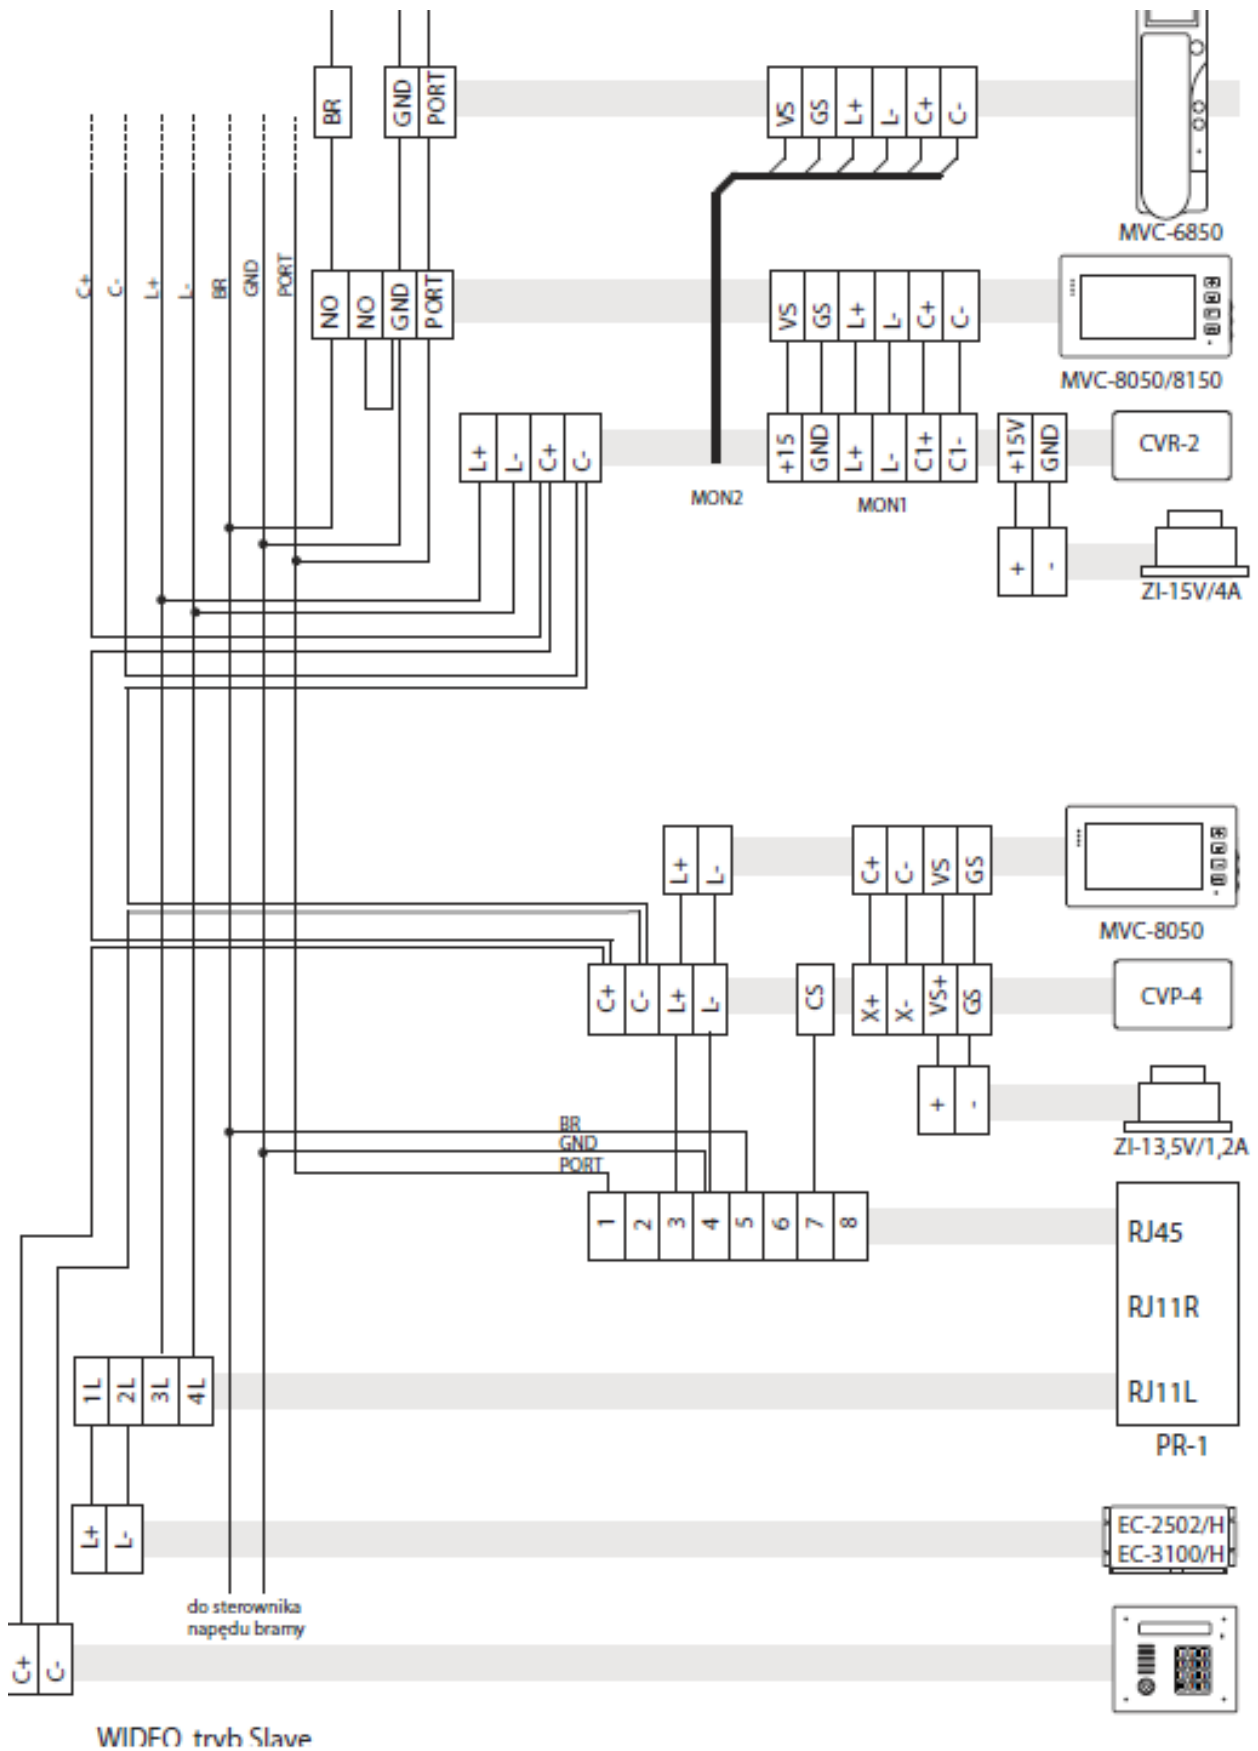 BR GND PORT VS GS L+ L- C+ C-
MVC-6850
C+ C- L+ L- BR GND PORT
NO NO GND PORT VS GS L+ L- C+ C-
MVC-8050/8150
L+ L- C+ C- +15 GND L+ L- C1+ C1- +15V GND CVR-2
MON2 MON1
+ -
ZI-15V/4A
L+ L- C+ C- VS GS
MVC-8050
C+ C- L+ L- CS X+ X- VS+ GS CVP-4
+ -
ZI-13,5V/1,2A
BR
GND
PORT
1 2 3 4 5 6 7 8 RJ45
RJ11R
1L 2L 3L 4L RJ11L
PR-1
L+ L- EC-2502/H
EC-3100/H
do sterownika
napędu bramy
C+ C-
WIDEO tryb Slave